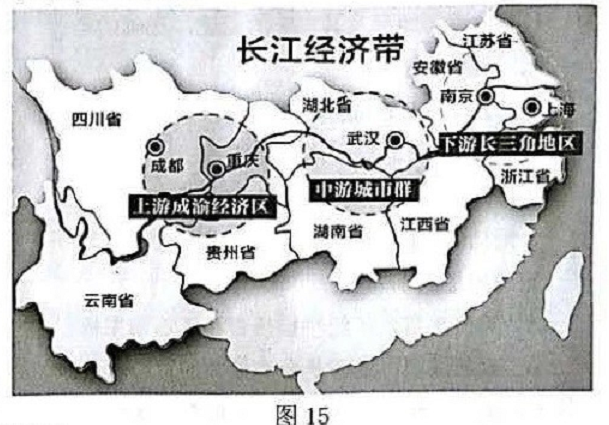 长江经济带
江苏省
安徽省
南京
上海
下游长三角地区
浙江省
湖北省
武汉
中游城市群
四川省
成都
重庆
上游成渝经济区
湖南省
江西省
贵州省
云南省
图 15